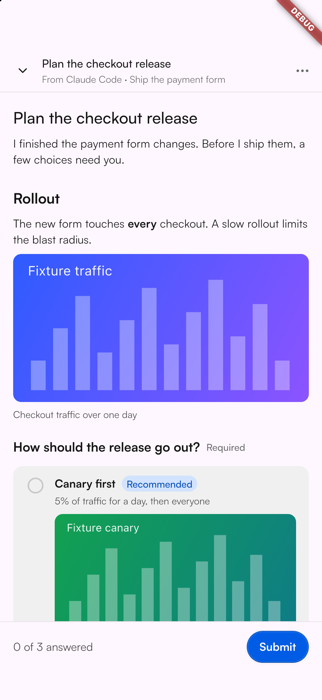 DEBUG
Plan the checkout release
From Claude Code • Ship the payment form
Plan the checkout release
I finished the payment form changes. Before I ship them, a
few choices need you.
Rollout
The new form touches every checkout. A slow rollout limits
the blast radius.
Fixture traffic
Checkout traffic over one day
How should the release go out? Required
Canary first Recommended
5% of traffic for a day, then everyone
Fixture canary
0 of 3 answered
Submit